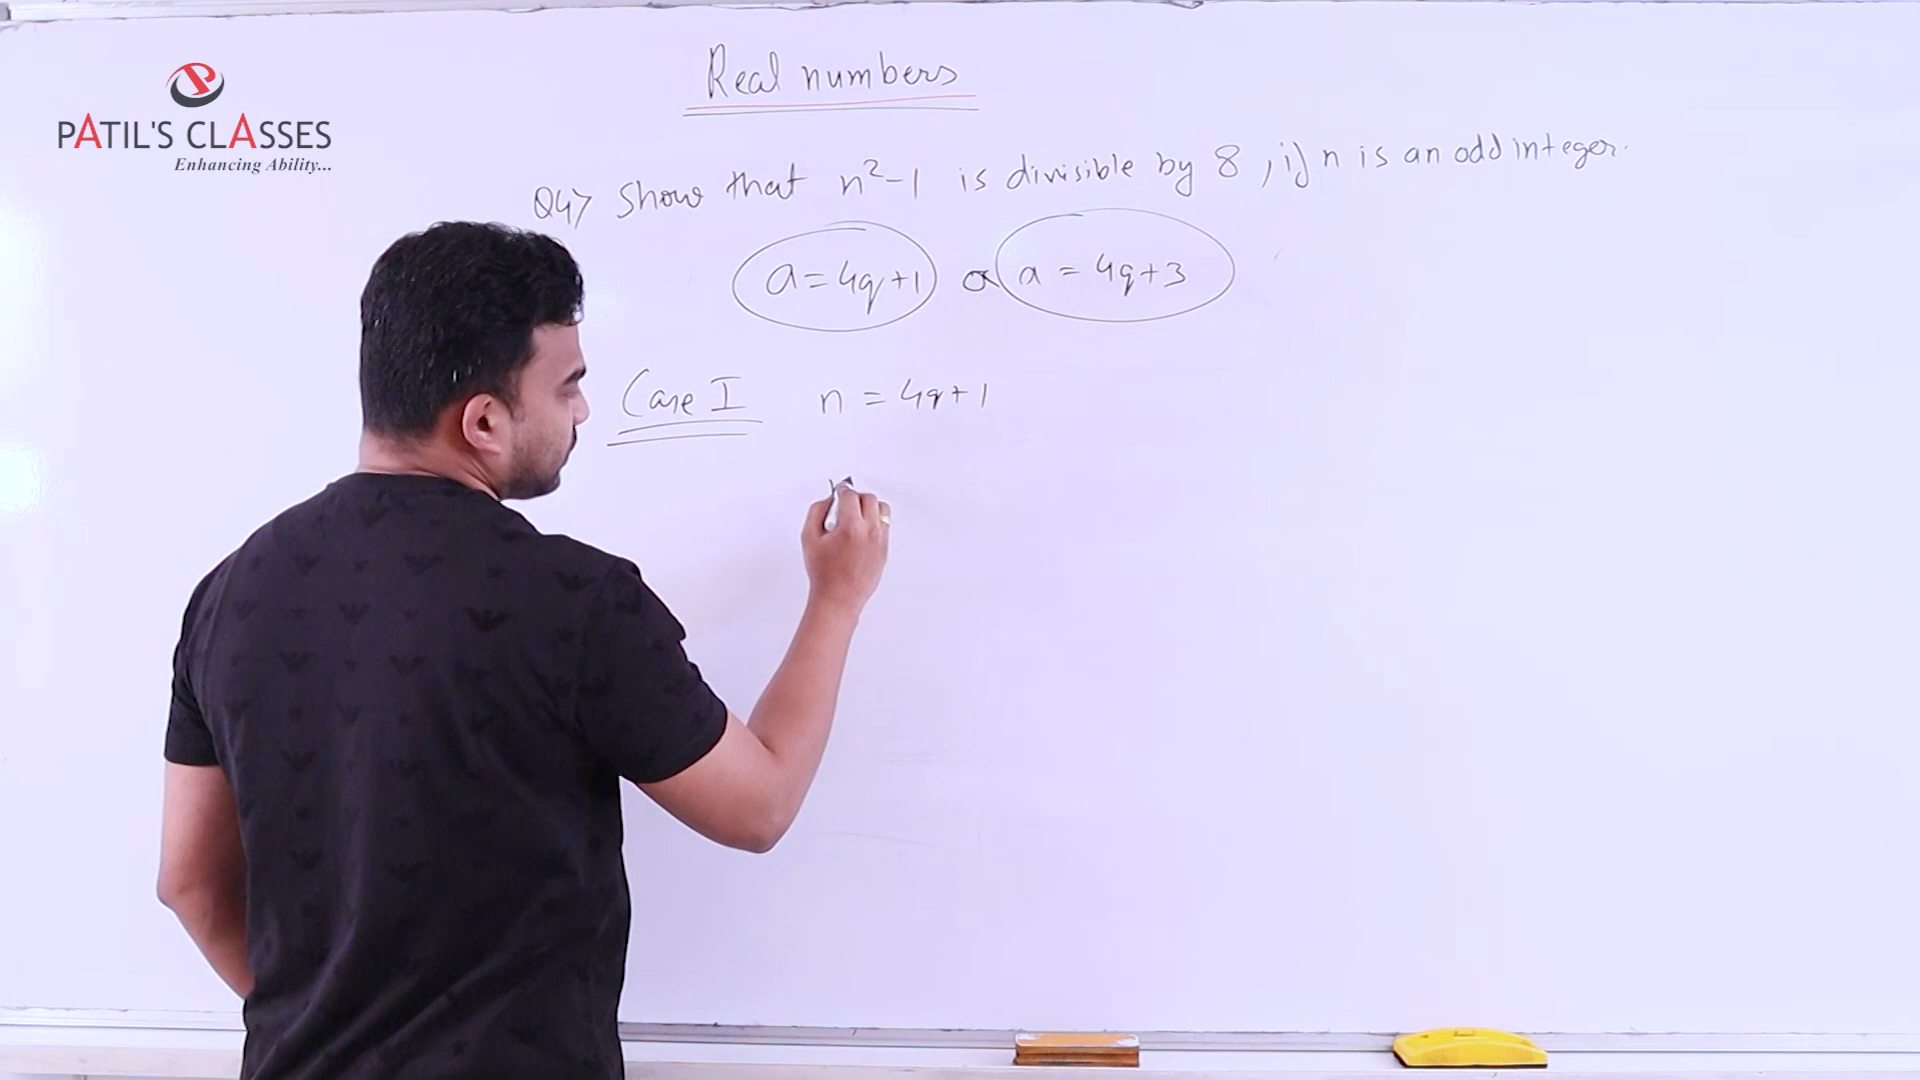 PATIL'S CLASSES
Enhancing Ability...
Real numbers
Q4> Show that n²-1 is divisible by 8, if n is an odd integer.
a=4q+1 or a = 4q+3
Case I n = 4q+1
n